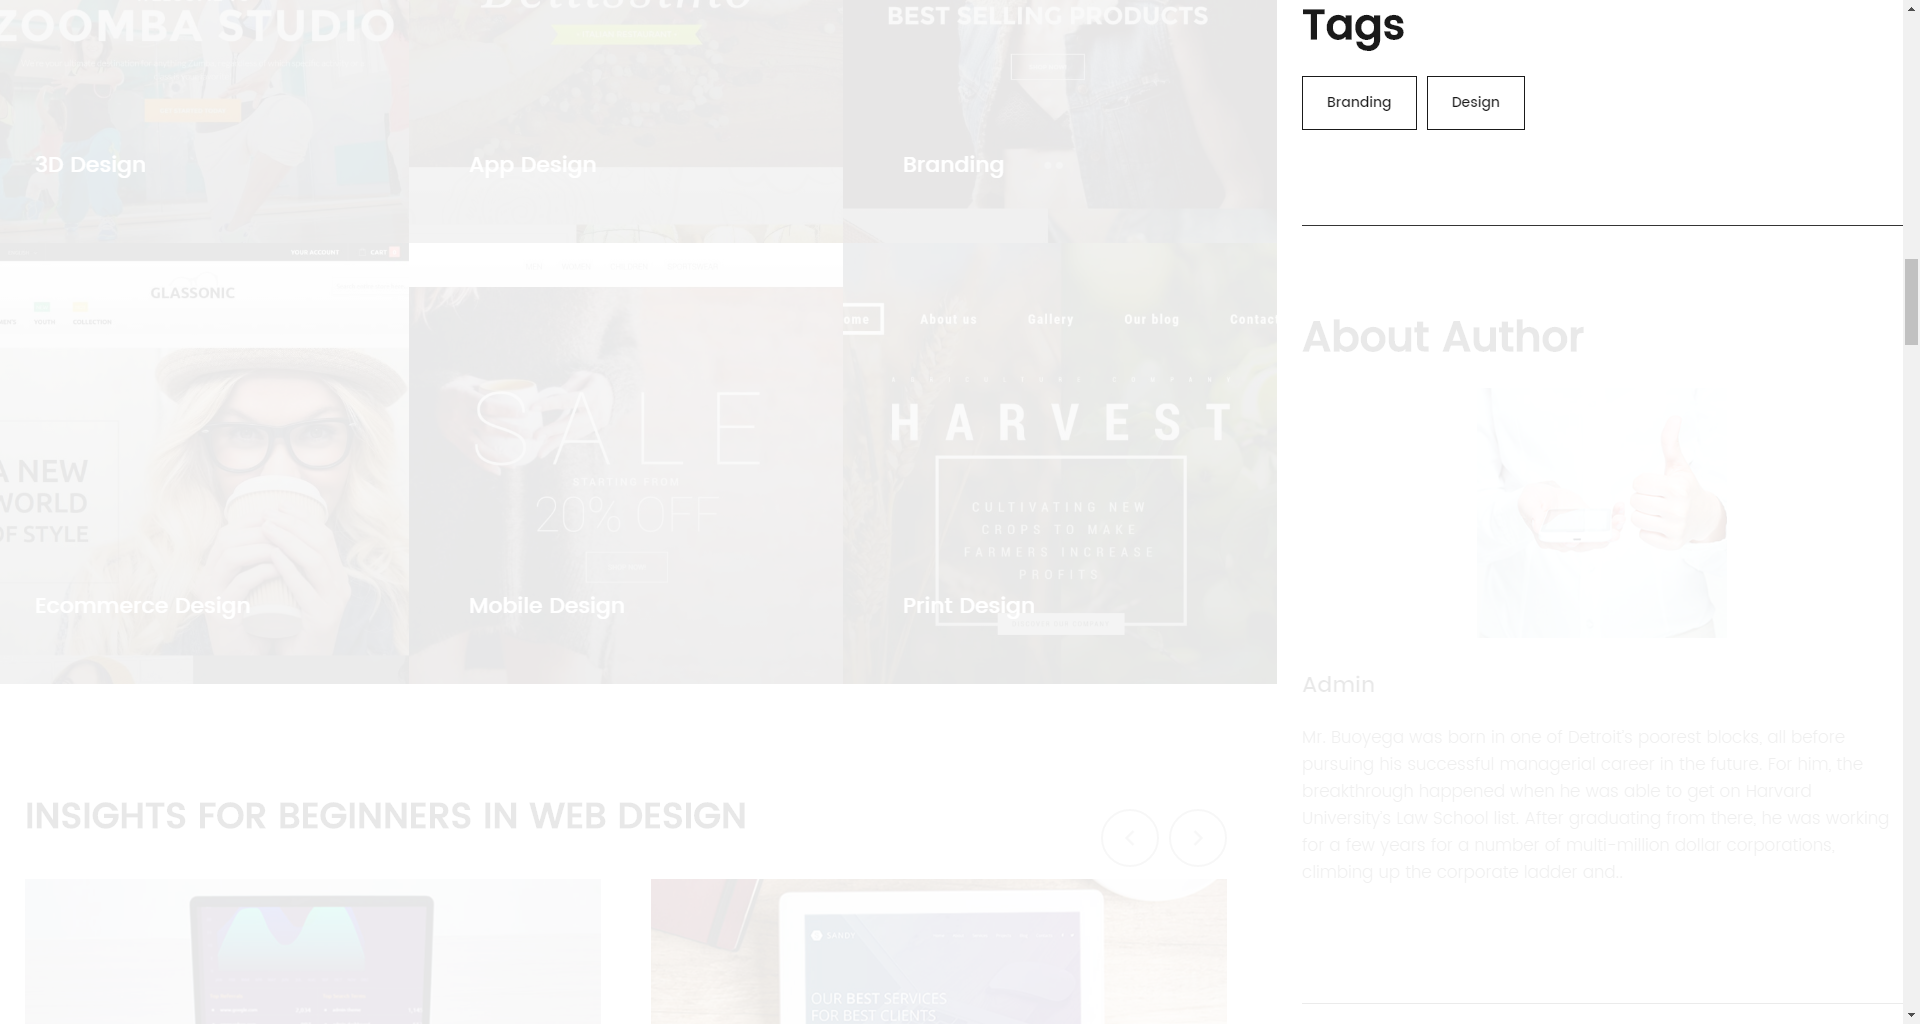 ZOOMBA STUDIO
3D Design
BEST SELLING PRODUCTS
App Design
Branding
YOUR ACCOUNT
CART
GLASSONIC
COLLECTION
A NEW
WORLD
OF STYLE
Ecommerce Design
SALE
STARTING FROM
20% OFF
Mobile Design
About us
Gallery
Our blog
Contact
HARVEST
CULTIVATING NEW
CROPS TO MAKE
FARMERS INCREASE
PROFITS
Print Design
INSIGHTS FOR BEGINNERS IN WEB DESIGN
SANDY
OUR BEST SERVICES
FOR BEST CLIENTS
Tags
Branding
Design
About Author
Admin
Mr. Buoyega was born in one of Detroit's poorest blocks, all before
pursuing his successful managerial career in the future. For him, the
breakthrough happened when he was able to get on Harvard
University's Law School list. After graduating from there, he was working
for a few years for a number of multi-million dollar corporations,
climbing up the corporate ladder and...